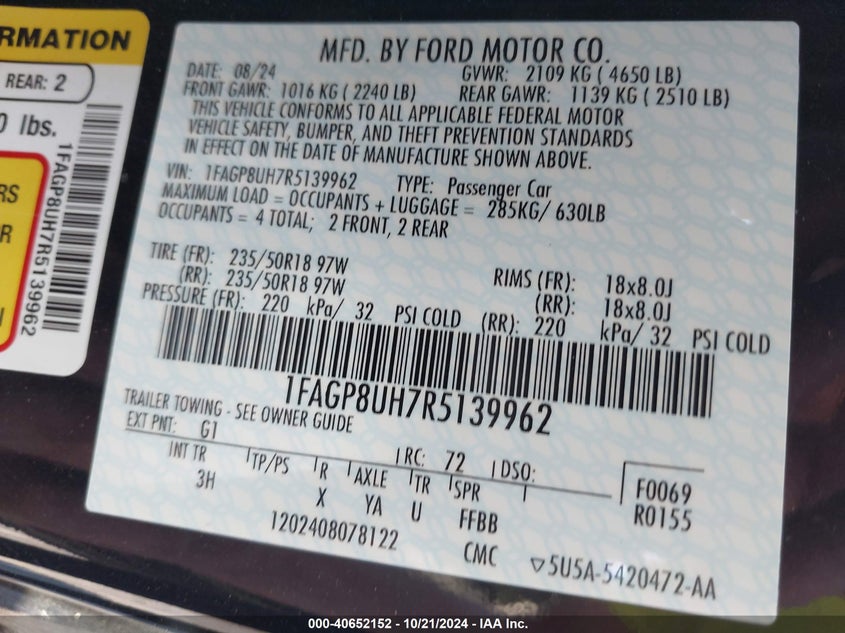 RMATION
REAR: 2
0 lbs.
1FAGP8UH7R5139962
RS
R
MFD. BY FORD MOTOR CO.
DATE: 08/24 GVWR: 2109 KG ( 4650 LB)
FRONT GAWR: 1016 KG ( 2240 LB) REAR GAWR: 1139 KG ( 2510 LB)
THIS VEHICLE CONFORMS TO ALL APPLICABLE FEDERAL MOTOR
VEHICLE SAFETY, BUMPER, AND THEFT PREVENTION STANDARDS
IN EFFECT ON THE DATE OF MANUFACTURE SHOWN ABOVE.
VIN: 1FAGP8UH7R5139962 TYPE: Passenger Car
MAXIMUM LOAD = OCCUPANTS + LUGGAGE = 285KG/ 630LB
OCCUPANTS = 4 TOTAL; 2 FRONT, 2 REAR
TIRE (FR): 235/50R18 97W RIMS (FR): 18x8.0J
(RR): 235/50R18 97W (RR): 18x8.0J
PRESSURE (FR): 220 kPa/ 32 PSI COLD (RR): 220 kPa/ 32 PSI COLD
1FAGP8UH7R5139962
TRAILER TOWING - SEE OWNER GUIDE
EXT PNT: G1 RC: 72 DSO:
INT TR TP/PS R AXLE TR SPR F0069
3H X YA U FFBB R0155
1202408078122 CMC ▽5U5A-5420472-AA
000-40652152 - 10/21/2024 - IAA Inc.